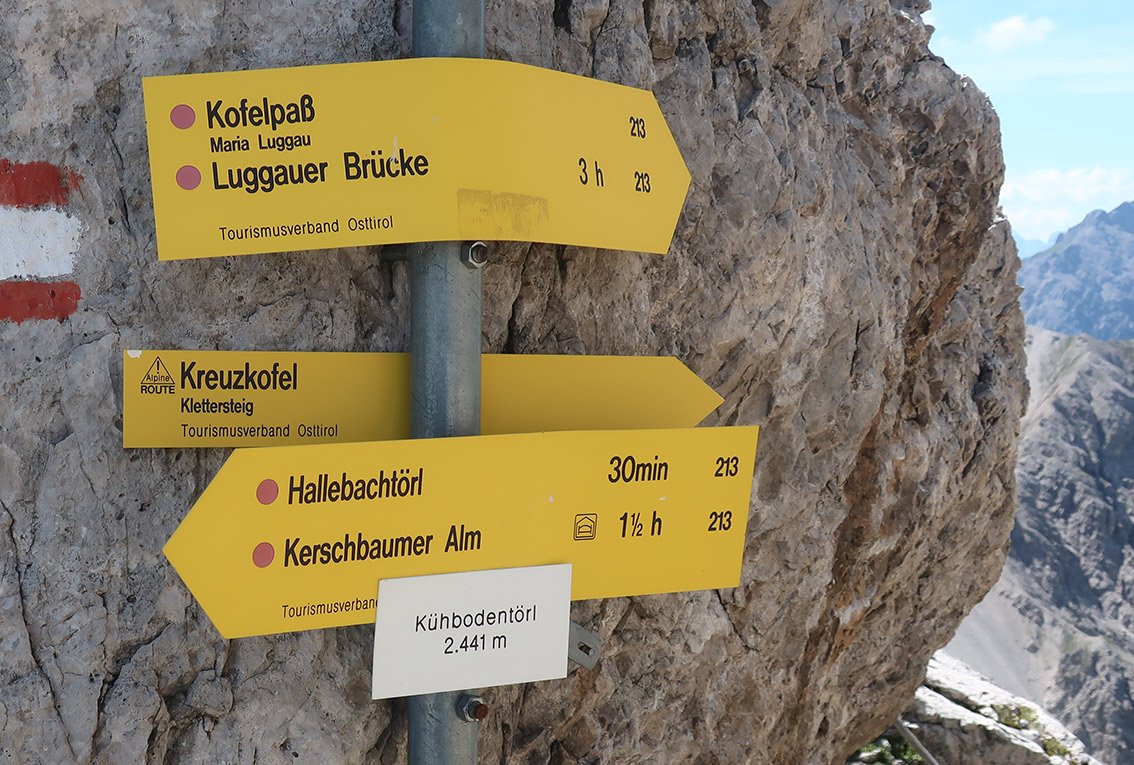 Kofelpaß 213
Maria Luggau
Luggauer Brücke 3 h 213
Tourismusverband Osttirol
! Alpine ROUTE Kreuzkofel
Klettersteig
Tourismusverband Osttirol
Hallebachtörl 30min 213
Kerschbaumer Alm 1½ h 213
Tourismusverband
Kühbodentörl
2.441 m